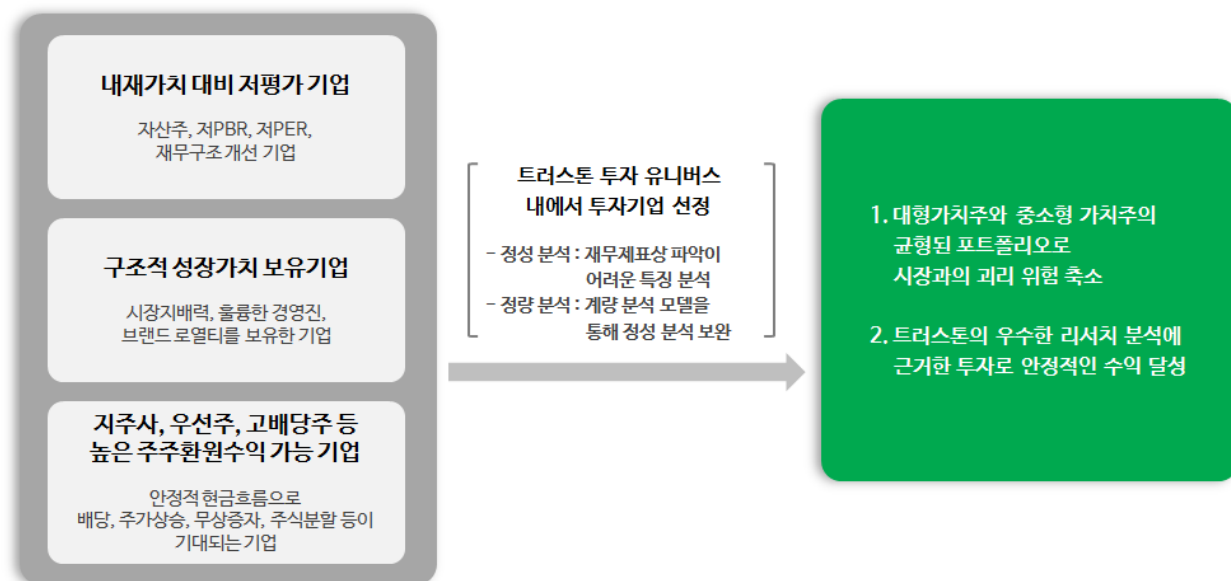 내재가치 대비 저평가 기업
자산주, 저PBR, 저PER,
재무구조 개선 기업
구조적 성장가치 보유기업
시장지배력, 훌륭한 경영진,
브랜드 로열티를 보유한 기업
지주사, 우선주, 고배당주 등
높은 주주환원수익 가능 기업
안정적 현금흐름으로
배당, 주가상승, 무상증자, 주식분할 등이
기대되는 기업
트러스톤 투자 유니버스
내에서 투자기업 선정
- 정성 분석 : 재무제표상 파악이
어려운 특징 분석
- 정량 분석 : 계량 분석 모델을
통해 정성 분석 보완
1. 대형가치주와 중소형 가치주의
균형된 포트폴리오로
시장과의 괴리 위험 축소
2. 트러스톤의 우수한 리서치 분석에
근거한 투자로 안정적인 수익 달성